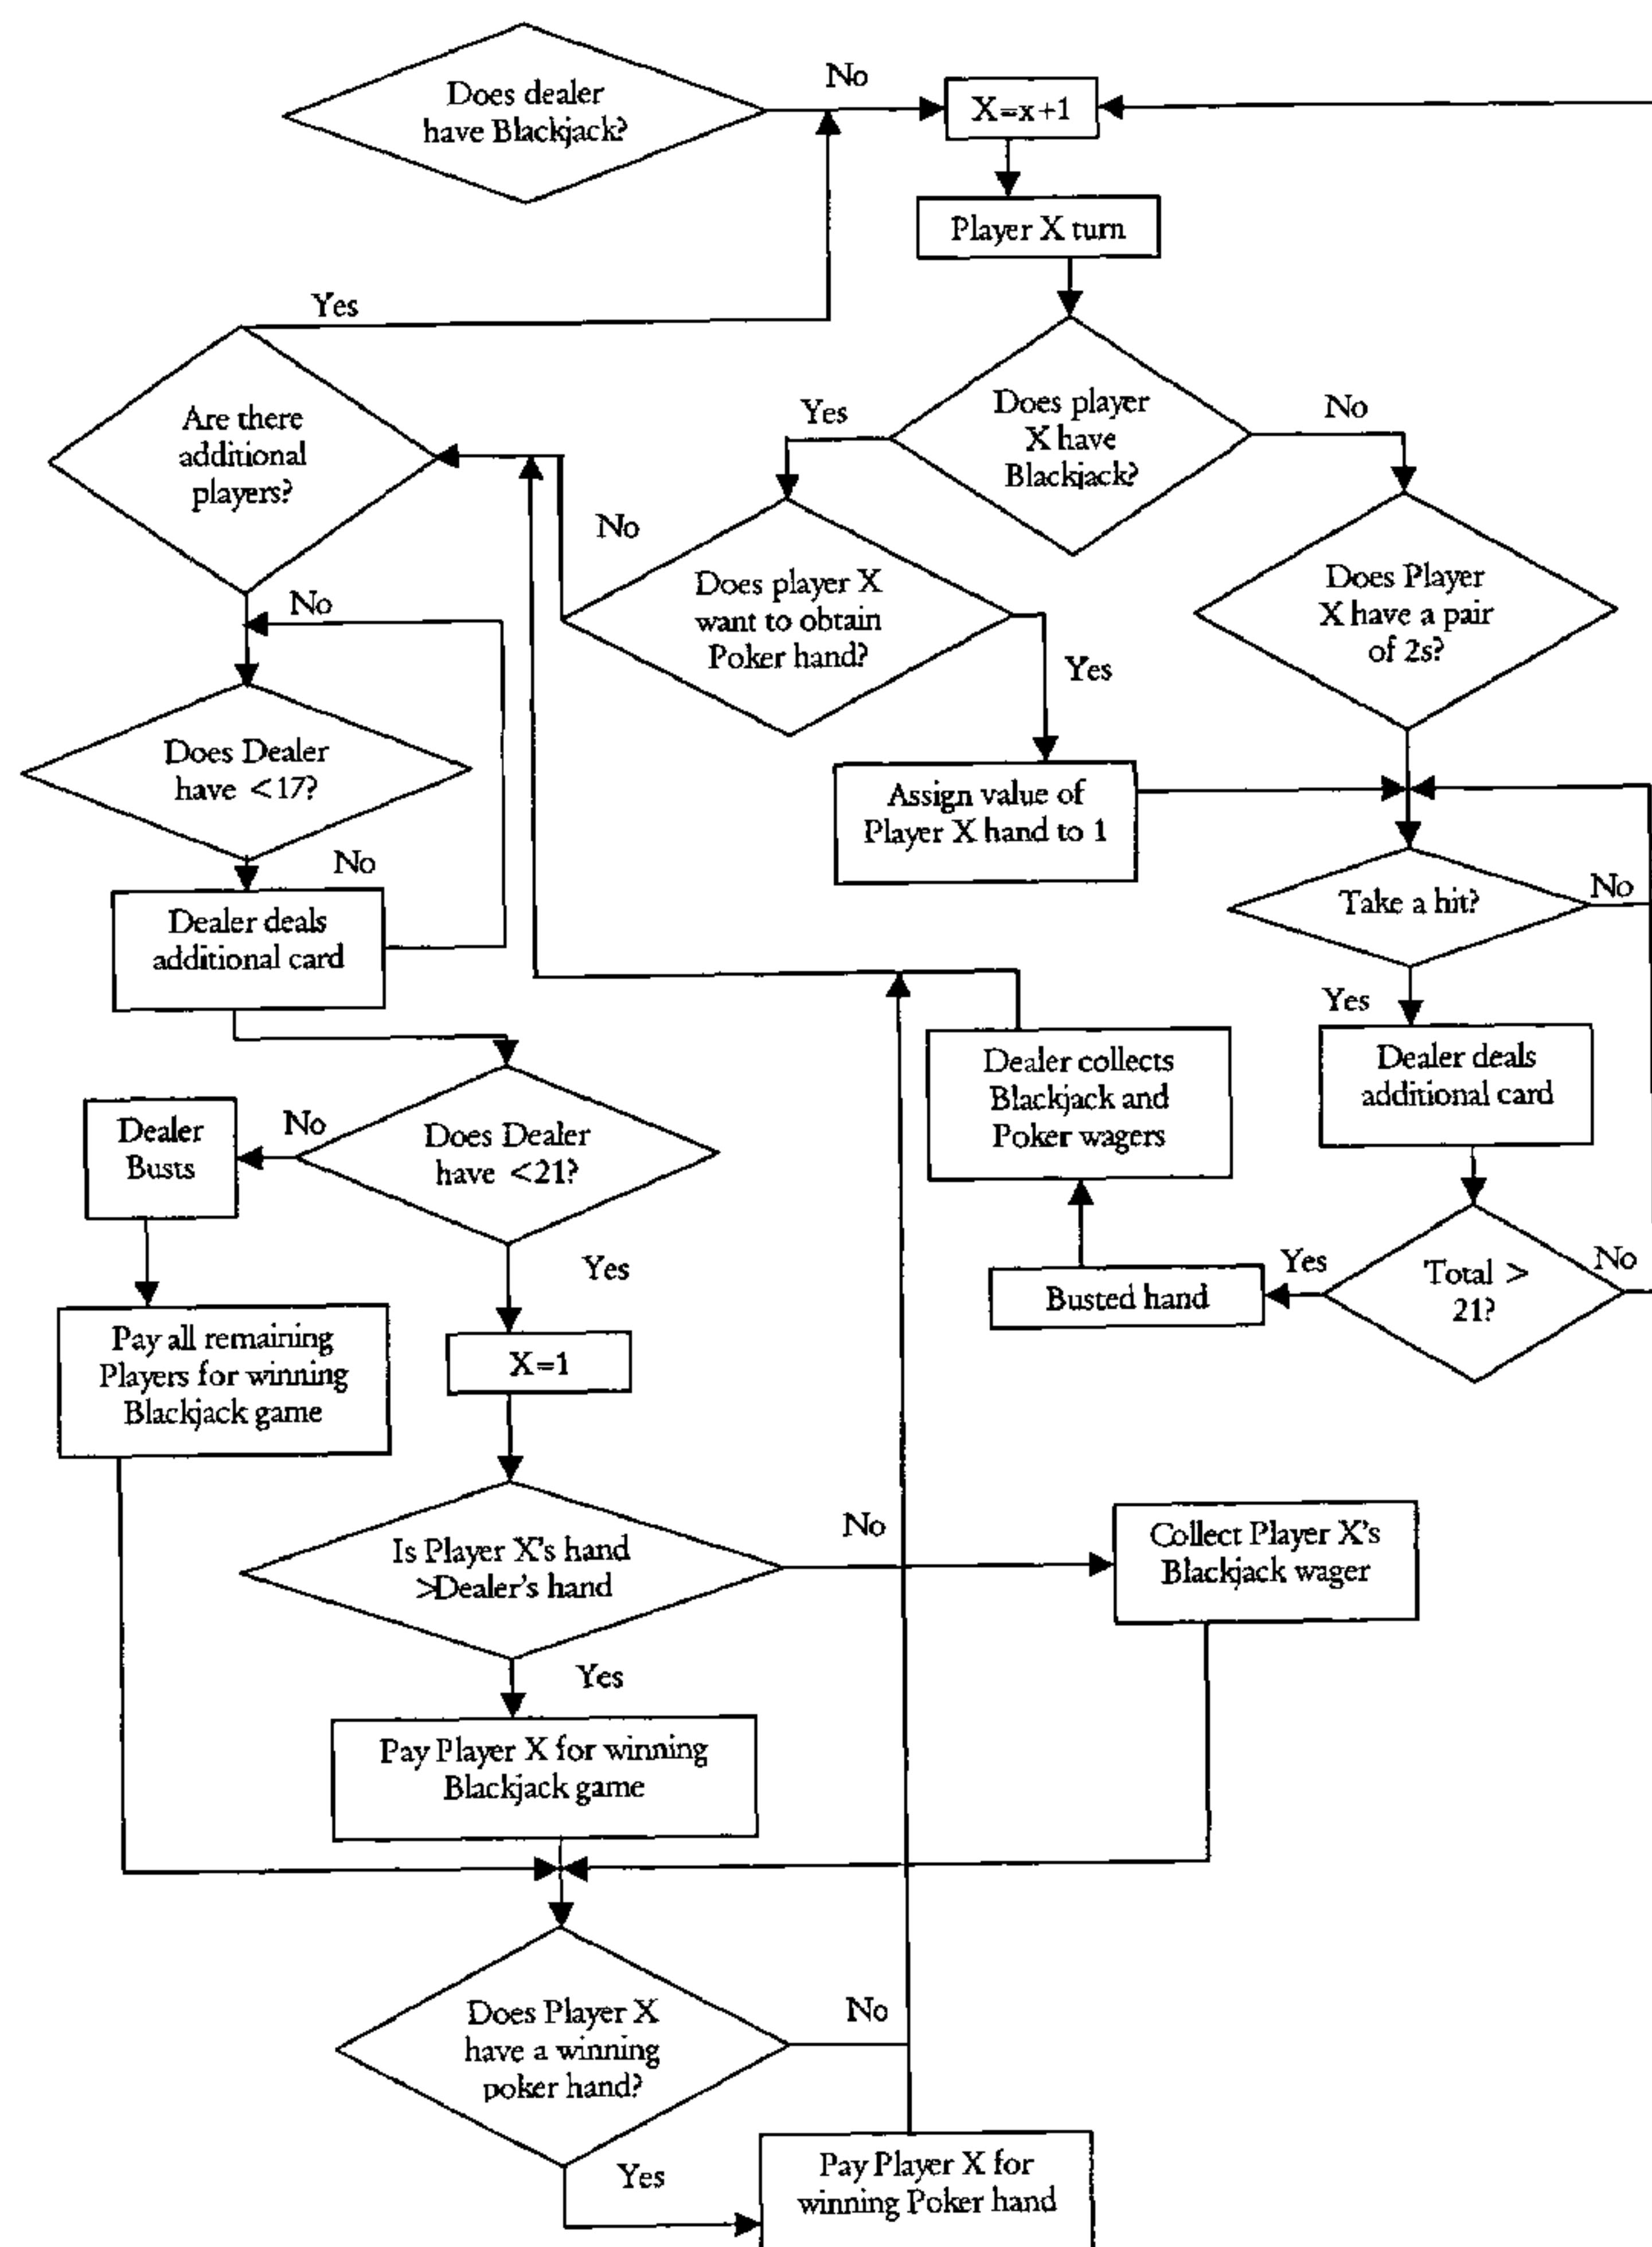 Does dealer
have Blackjack?
No
X=x+1
Player X turn
Yes
Are there
additional
players?
Yes
Does player
X have
Blackjack?
No
No
Does player X
want to obtain
Poker hand?
Yes
Does Player
X have a pair
of 2s?
No
Does Dealer
have <17?
No
Assign value of
Player X hand to 1
Take a hit?
No
Dealer deals
additional card
Yes
Dealer deals
additional card
Dealer collects
Blackjack and
Poker wagers
Dealer
Busts
No
Does Dealer
have <21?
Yes
Busted hand
Yes
Total >
21?
No
Pay all remaining
Players for winning
Blackjack game
X=1
Is Player X's hand
>Dealer's hand
No
Collect Player X's
Blackjack wager
Yes
Pay Player X for winning
Blackjack game
Does Player X
have a winning
poker hand?
No
Yes
Pay Player X for
winning Poker hand